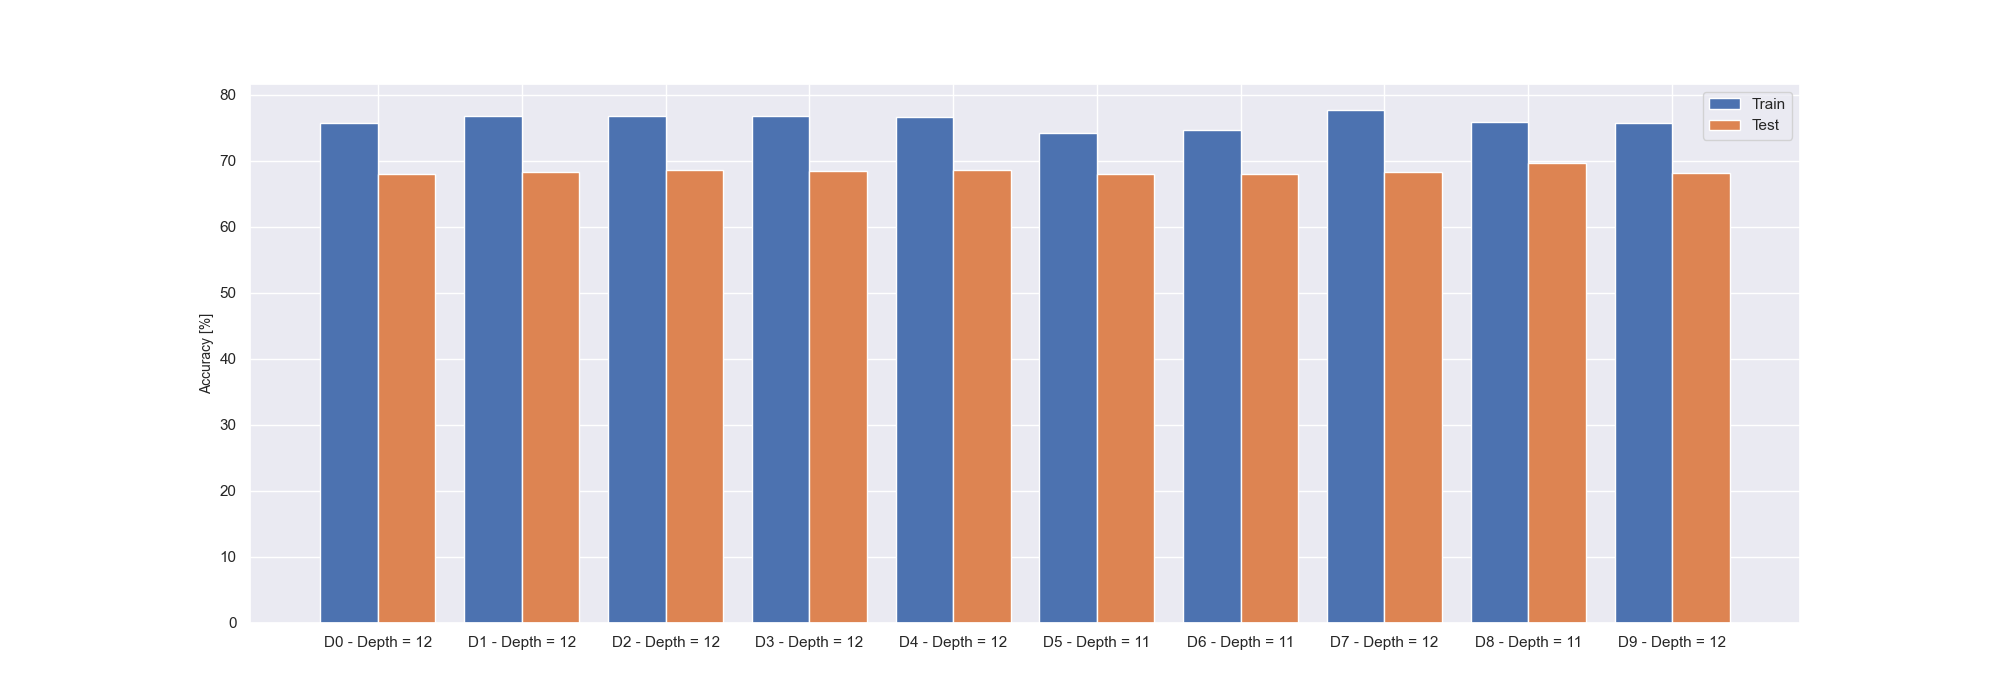 80
70
60
50
40
30
20
10
0
Accuracy [%]
Train
Test
D0 - Depth = 12
D1 - Depth = 12
D2 - Depth = 12
D3 - Depth = 12
D4 - Depth = 12
D5 - Depth = 11
D6 - Depth = 11
D7 - Depth = 12
D8 - Depth = 11
D9 - Depth = 12